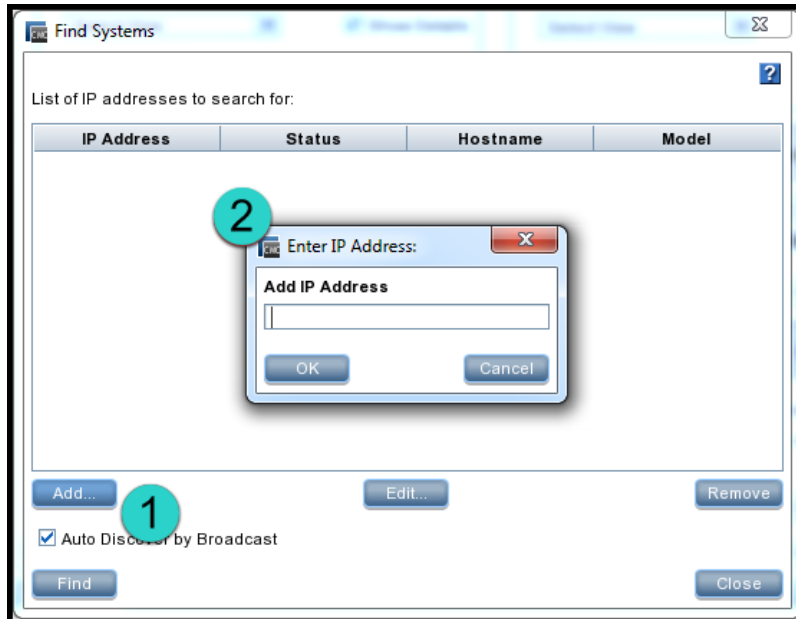 Find Systems
?
List of IP addresses to search for:
IP Address Status Hostname Model
2
CMC Enter IP Address:
Add IP Address
OK Cancel
Add... Edit... Remove
1
Auto Discover by Broadcast
Find Close